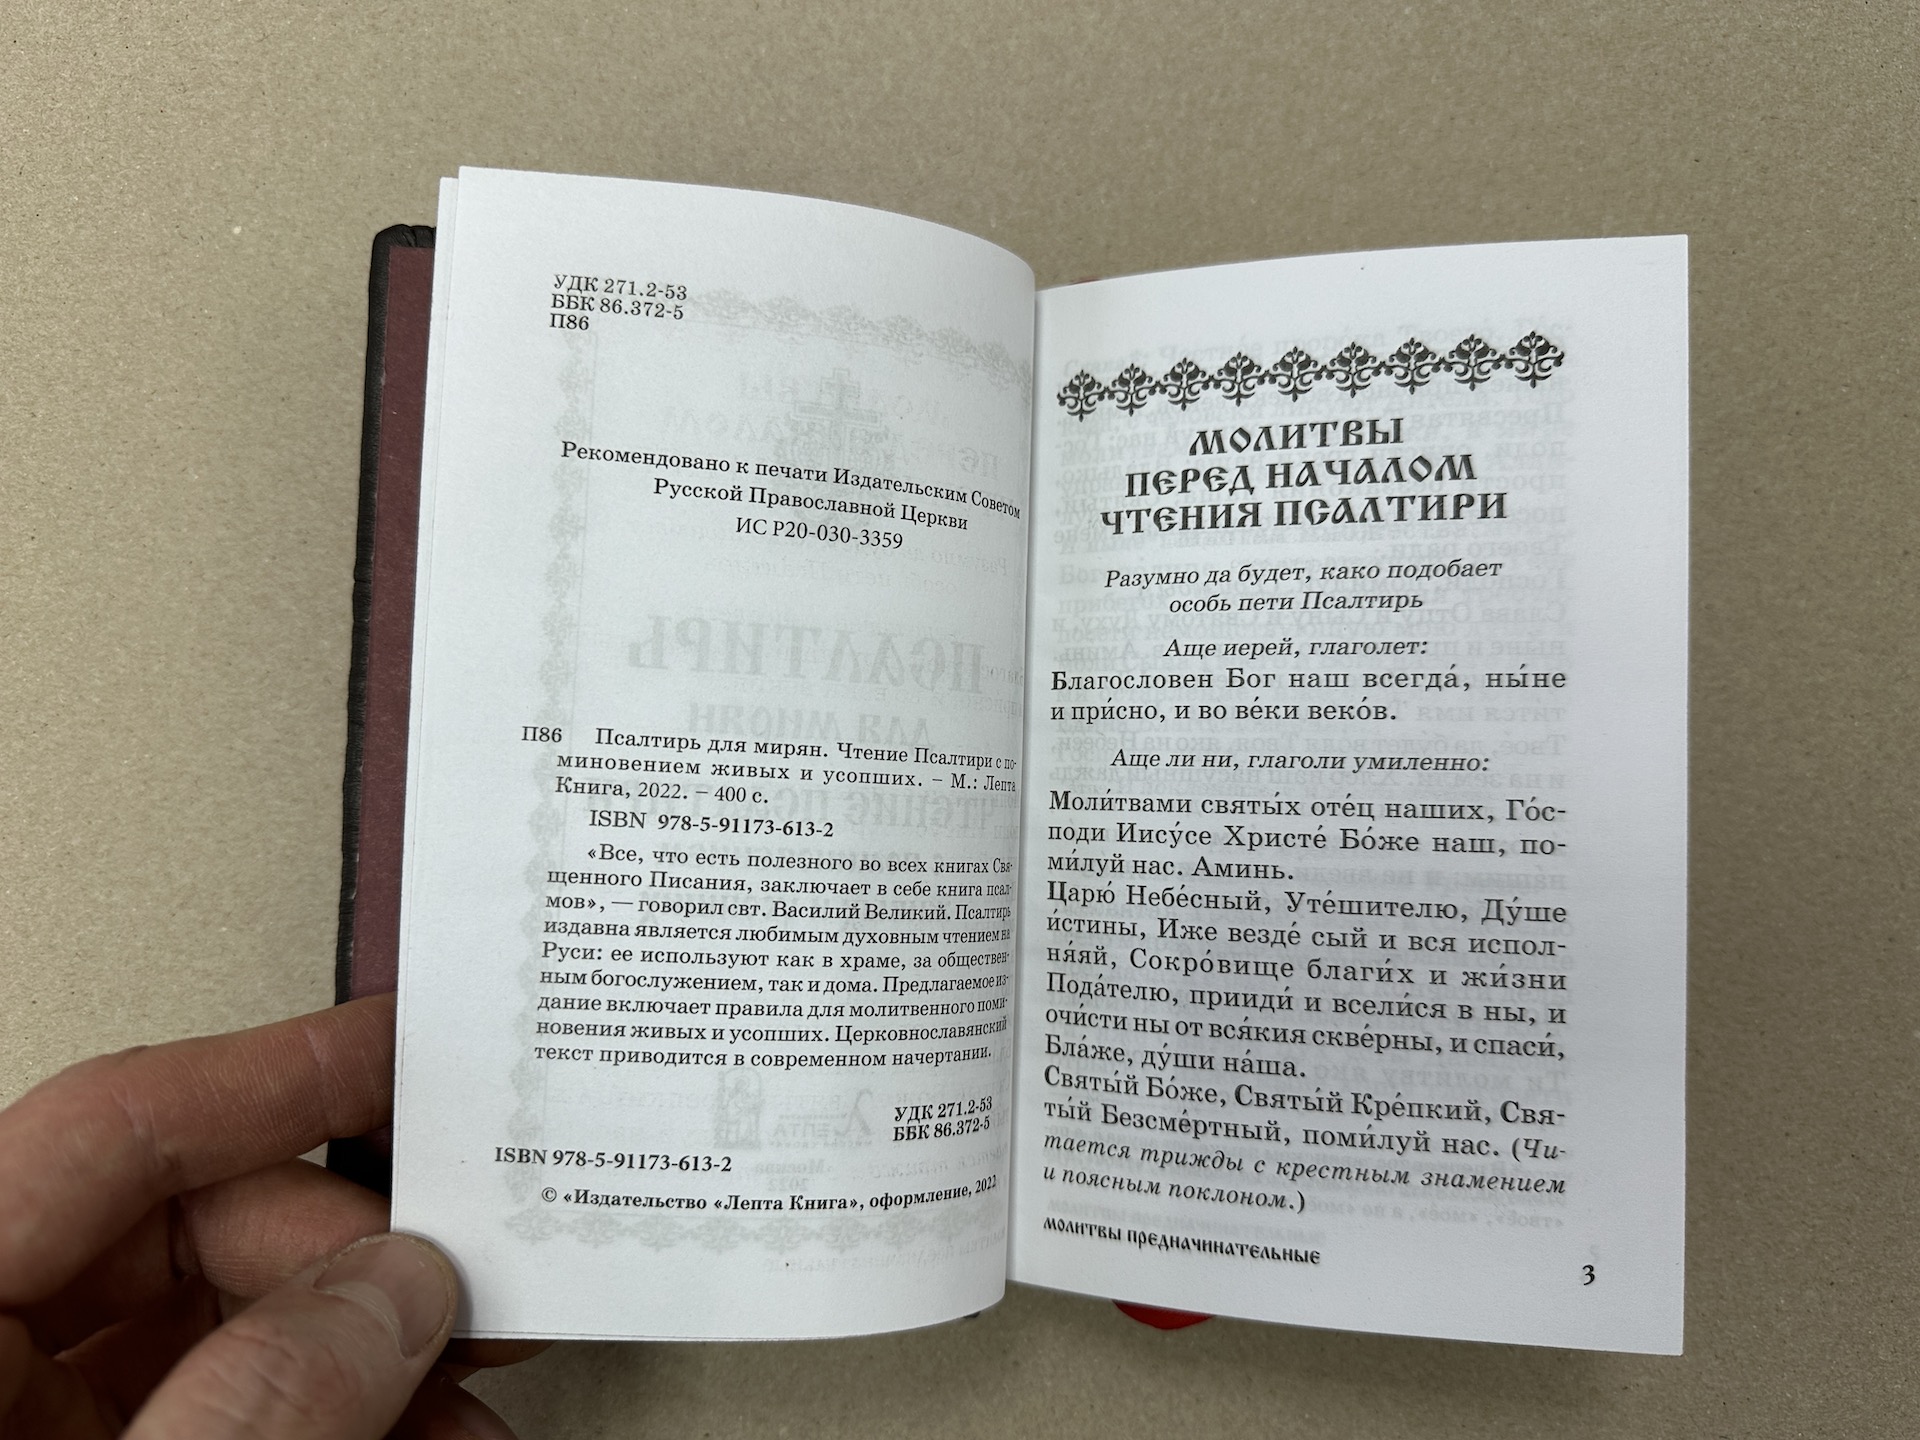 УДК 271.2-53
ББК 86.372-5
П86
Рекомендовано к печати Издательским Советом
Русской Православной Церкви
ИС Р20-030-3359
П86 Псалтирь для мирян. Чтение Псалтири с по-
миновением живых и усопших. – М.: Лепта
Книга, 2022. – 400 с.
ISBN 978-5-91173-613-2
«Все, что есть полезного во всех книгах Свя-
щенного Писания, заключает в себе книга псал-
мов», — говорил свт. Василий Великий. Псалтирь
издавна является любимым духовным чтением на
Руси: ее используют как в храме, за обществен-
ным богослужением, так и дома. Предлагаемое из-
дание включает правила для молитвенного поми-
новения живых и усопших. Церковнославянский
текст приводится в современном начертании.
УДК 271.2-53
ББК 86.372-5
ISBN 978-5-91173-613-2
© «Издательство «Лепта Книга», оформление, 2022
МОЛИТВЫ
ПЕРЕД НАЧАЛОМ
ЧТЕНИЯ ПСАЛТИРИ
Разумно да будет, како подобает
особь пети Псалтирь
Аще иерей, глаголет:
Благословен Бог наш всегда́, ны́не
и при́сно, и во ве́ки веко́в.
Аще ли ни, глаголи умиленно:
Моли́твами святы́х оте́ц наших, Го́с-
поди Иису́се Христе́ Бо́же наш, по-
ми́луй нас. Аминь.
Царю́ Небе́сный, Уте́шителю, Ду́ше
и́стины, Иже везде́ сый и вся испол-
ня́яй, Сокро́вище благи́х и жи́зни
Пода́телю, прииди́ и всели́ся в ны, и
очи́сти ны от вся́кия скве́рны, и спаси́,
Бла́же, ду́ши на́ша.
Святы́й Бо́же, Святы́й Кре́пкий, Свя-
ты́й Безсме́ртный, поми́луй нас. (Чи-
тается трижды с крестным знамением
и поясным поклоном.)
МОЛИТВЫ ПРЕДНАЧИНАТЕЛЬНЫЕ
3